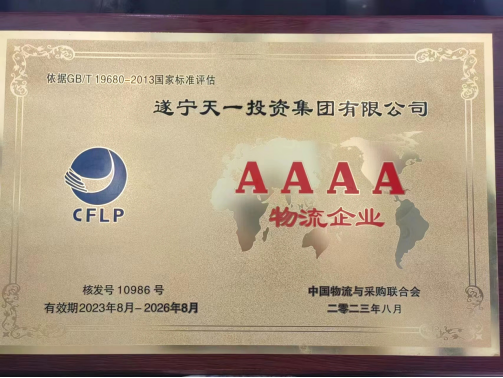 依据GB/T 19680-2013国家标准评估
遂宁天一投资集团有限公司
CFLP
AAAA
物流企业
核发号 10986 号
有效期2023年8月-2026年8月
中国物流与采购联合会
二零二三年八月